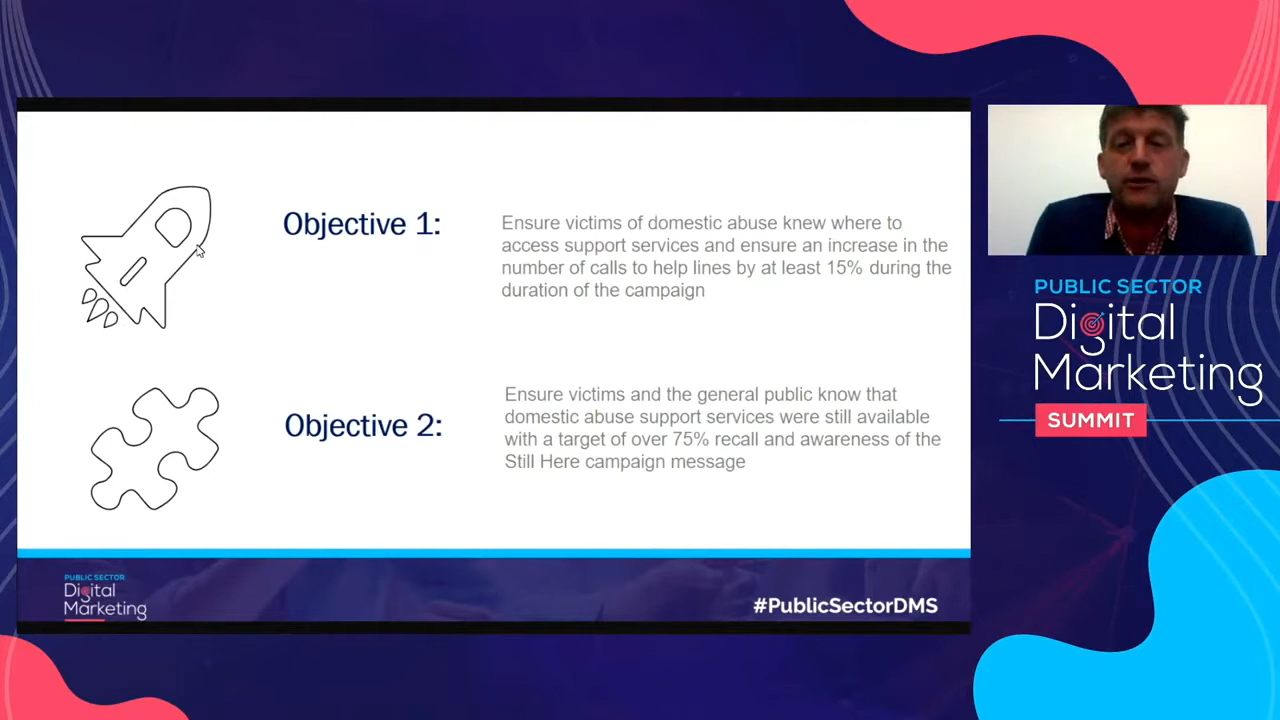 Objective 1:
Ensure victims of domestic abuse knew where to
access support services and ensure an increase in the
number of calls to help lines by at least 15% during the
duration of the campaign
Objective 2:
Ensure victims and the general public know that
domestic abuse support services were still available
with a target of over 75% recall and awareness of the
Still Here campaign message
PUBLIC SECTOR
Digital
Marketing
#PublicSectorDMS
PUBLIC SECTOR
Digital
Marketing
SUMMIT